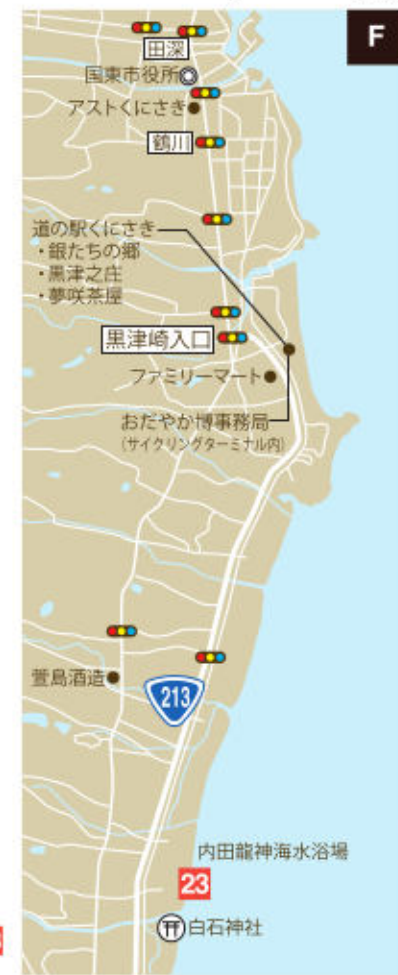 F
田深
国東市役所
アストくにさき
鶴川
道の駅くにさき
・銀たちの郷
・黒津之庄
・夢咲茶屋
黒津崎入口
ファミリーマート
おだやか博事務局
(サイクリングターミナル内)
萱島酒造
213
内田龍神海水浴場
23
白石神社